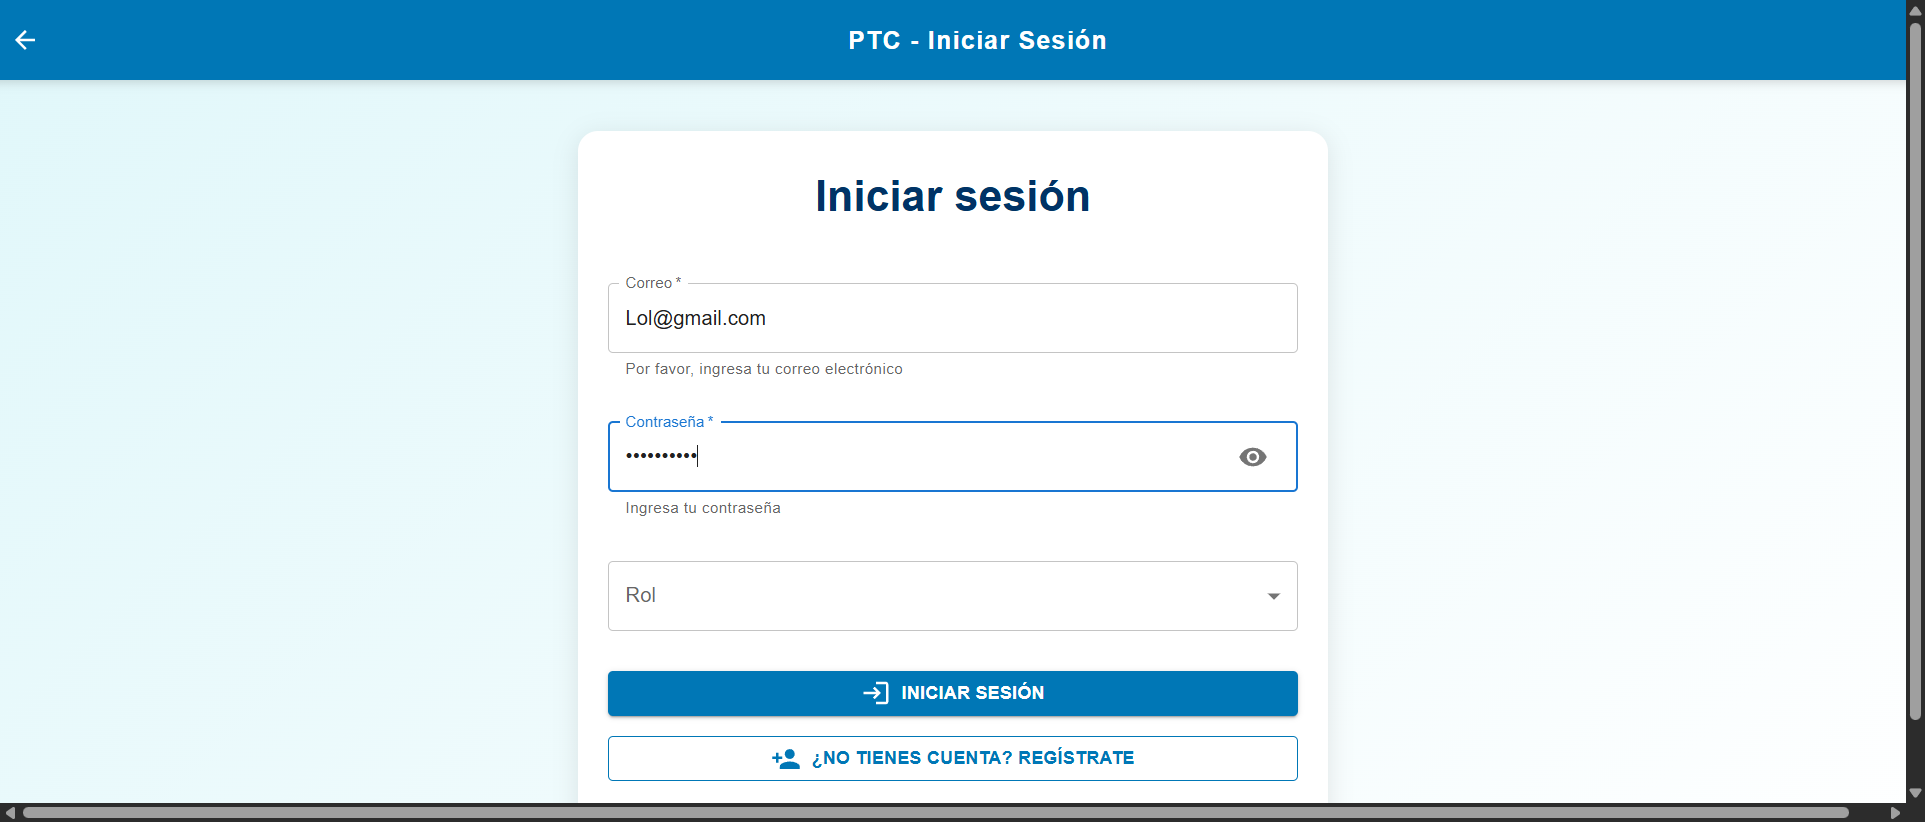 PTC - Iniciar Sesión
Iniciar sesión
Correo *
Lol@gmail.com
Por favor, ingresa tu correo electrónico
Contraseña *
••••••••••
Ingresa tu contraseña
Rol
INICIAR SESIÓN
¿NO TIENES CUENTA? REGÍSTRATE